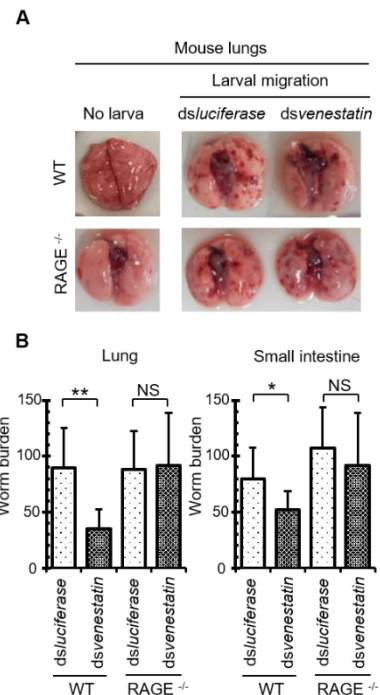 A
Mouse lungs
Larval migration
No larva dsluciferase dsvenestatin
WT
RAGE -/-
B
Lung Small intestine
150 ** NS 150 * NS
100 100
50 50
0 0
Worm burden Worm burden
dsluciferase dsvenestatin dsluciferase dsvenestatin dsluciferase dsvenestatin dsluciferase dsvenestatin
WT RAGE -/- WT RAGE -/-